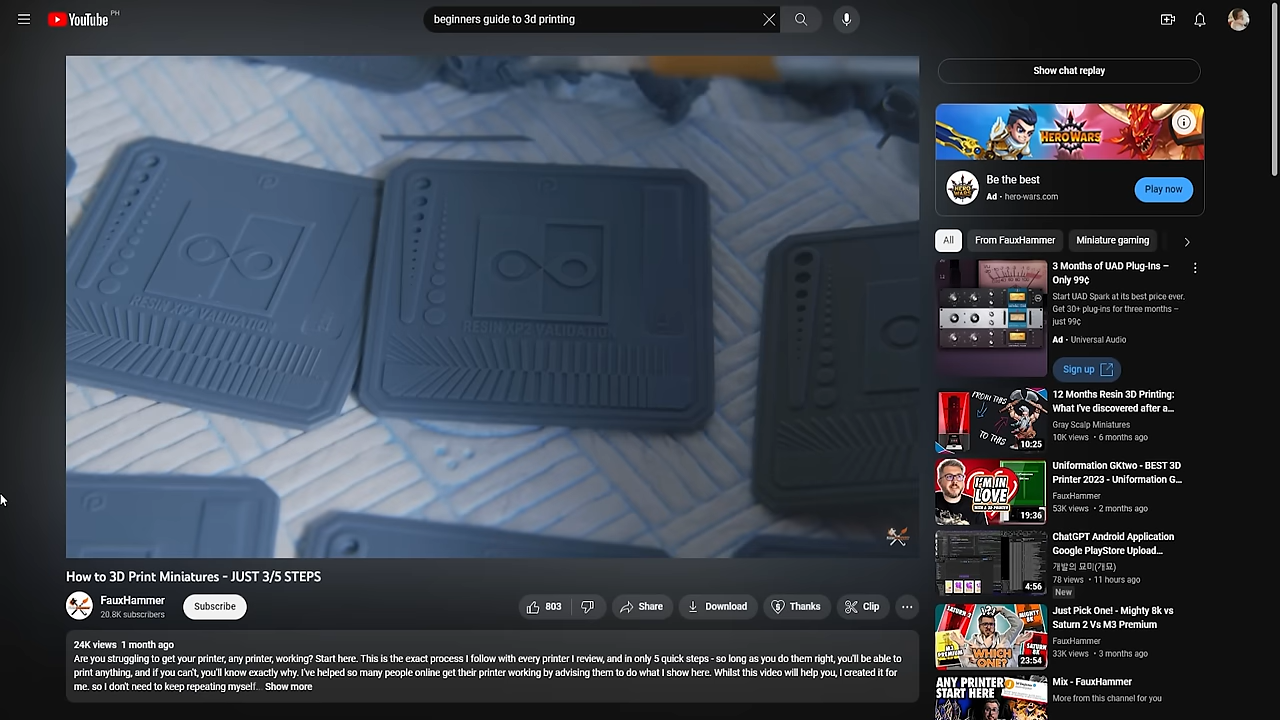 YouTube PH
beginners guide to 3d printing
RESIN XP2 VALIDATIO
RESIN XP2 VALIDATIO
Show chat replay
HERO WARS
Be the best
Ad • hero-wars.com
Play now
All
From FauxHammer
Miniature gaming
3 Months of UAD Plug-Ins –
Only 99¢
Start UAD Spark at its best price ever.
Get 30+ plug-ins for three months –
just 99¢
Ad • Universal Audio
Sign up
FROM THIS
TO THIS
10:25
12 Months Resin 3D Printing:
What I've discovered after a...
Gray Scalp Miniatures
10K views • 6 months ago
I'M IN
LOVE
WITH A 3D PRINTER
19:36
Uniformation GKtwo - BEST 3D
Printer 2023 - Uniformation G...
FauxHammer
53K views • 2 months ago
4:56
ChatGPT Android Application
Google PlayStore Upload...
개발의 묘미(개묘)
78 views • 11 hours ago
New
WHICH ONE?
23:54
Just Pick One! - Mighty 8k vs
Saturn 2 Vs M3 Premium
FauxHammer
33K views • 3 months ago
ANY PRINTER
START HERE
Mix - FauxHammer
More from this channel for you
How to 3D Print Miniatures - JUST 3/5 STEPS
FauxHammer
20.8K subscribers
Subscribe
803
Share
Download
Thanks
Clip
24K views 1 month ago
Are you struggling to get your printer, any printer, working? Start here. This is the exact process I follow with every printer I review, and in only 5 quick steps - so long as you do them right, you'll be able to
print anything, and if you can't, you'll know exactly why. I've helped so many people online get their printers working by advising them to do what I show here. Whilst this video will help you, I created it for
me. so I don't need to keep repeating myself... Show more